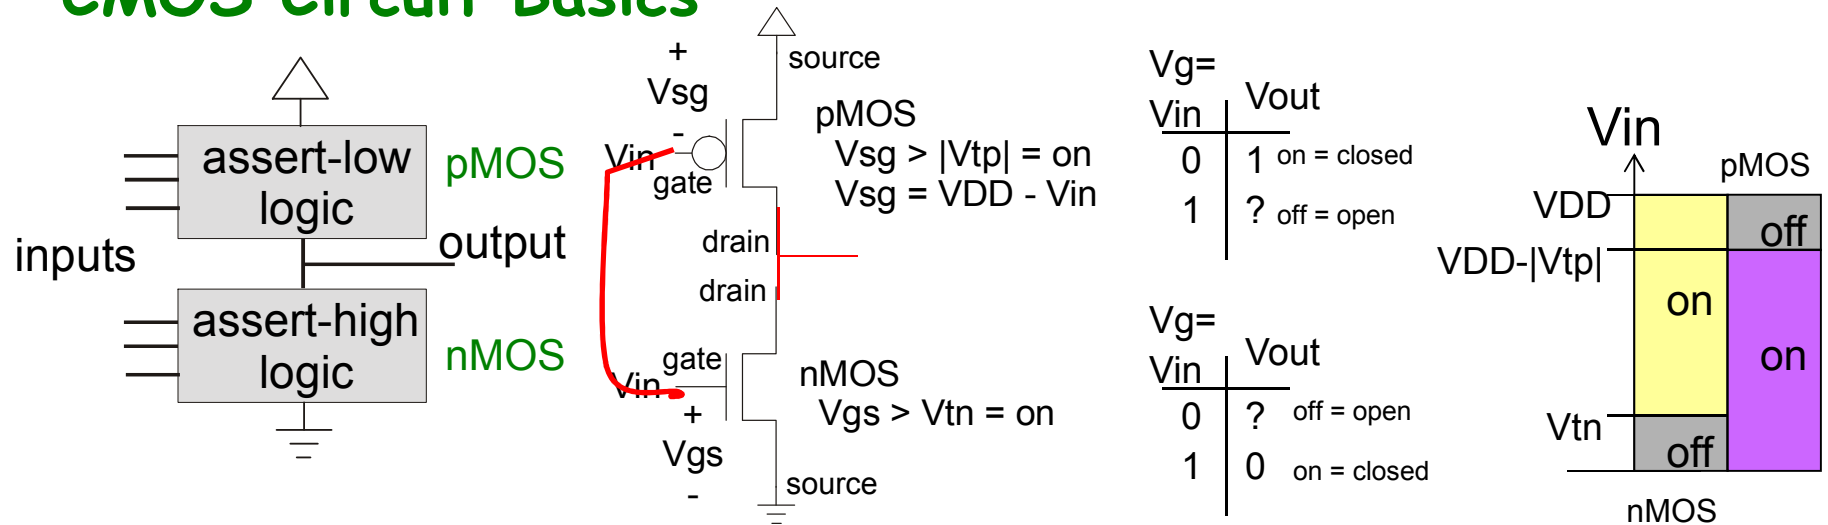 CMOS Circuit Basics
assert-low
logic
pMOS
inputs
output
assert-high
logic
nMOS
+
Vsg
-
Vin
gate
source
pMOS
Vsg > |Vtp| = on
Vsg = VDD - Vin
drain
drain
gate
Vin
+
Vgs
-
nMOS
Vgs > Vtn = on
source
Vg=
Vin Vout
0 1 on = closed
1 ? off = open
Vg=
Vin Vout
0 ? off = open
1 0 on = closed
Vin
pMOS
VDD
off
VDD-|Vtp|
on
on
Vtn
off
nMOS